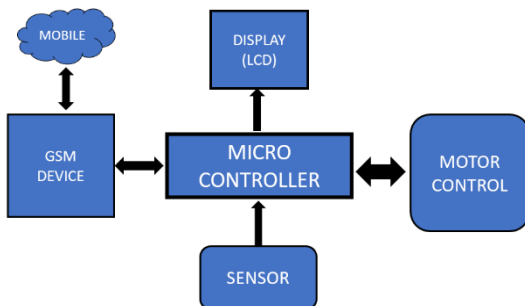 MOBILE
DISPLAY
(LCD)
GSM
DEVICE
MICRO
CONTROLLER
MOTOR
CONTROL
SENSOR